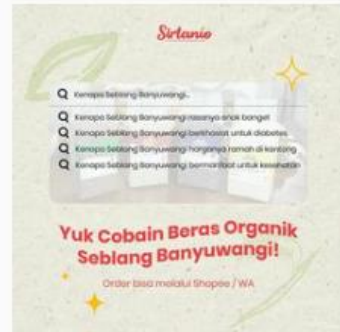 Sirtanio
Kenapa Seblang Banyuwangi..
Kenapa Seblang Banyuwangi rasanya enak banget
Kenapa Seblang Banyuwangi berkhasiat untuk diabetes
Kenapa Seblang Banyuwangi harganya ramah di kantong
Kenapa Seblang Banyuwangi bermanfaat untuk kesehatan
Yuk Cobain Beras Organik
Seblang Banyuwangi!
Order bisa melalui Shopee / WA